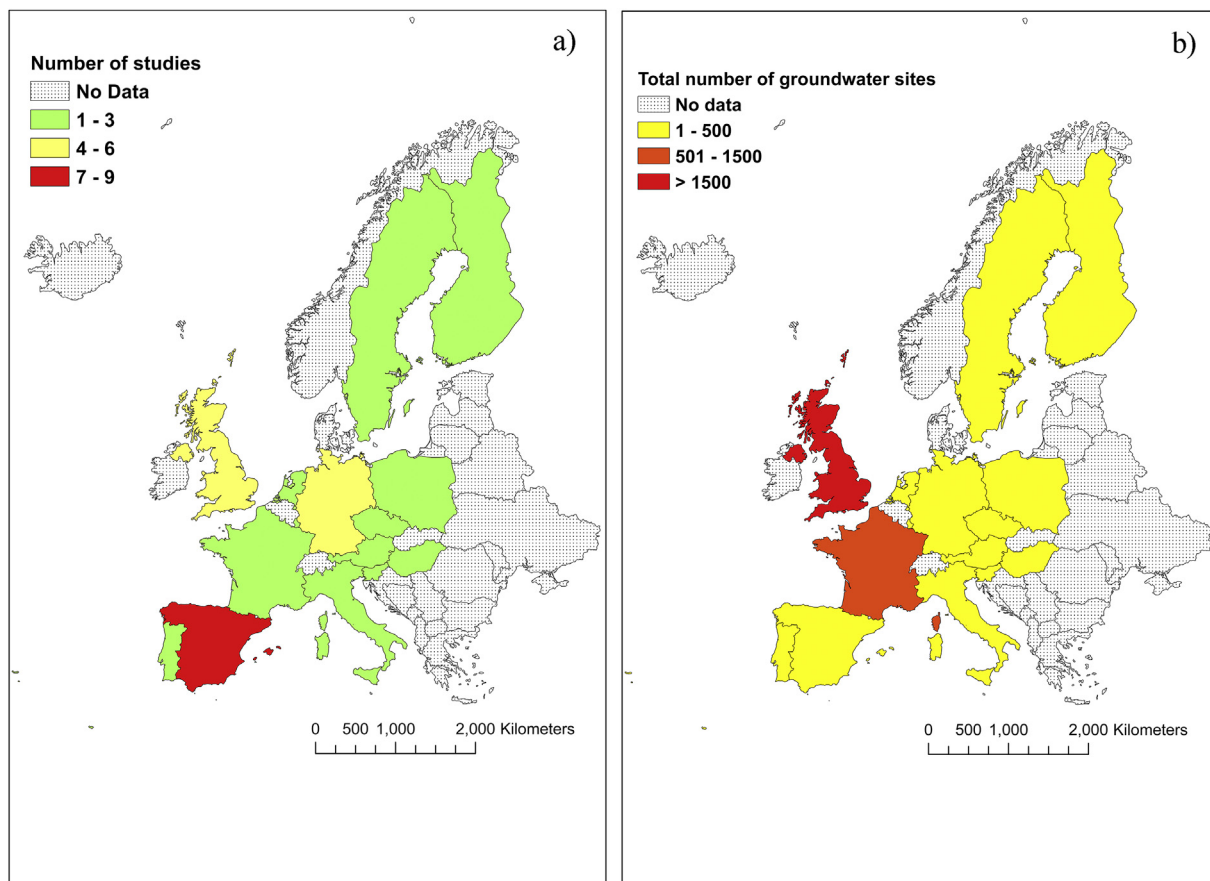 a)
Number of studies
No Data
1 - 3
4 - 6
7 - 9
0 500 1,000 2,000 Kilometers
b)
Total number of groundwater sites
No data
1 - 500
501 - 1500
> 1500
0 500 1,000 2,000 Kilometers